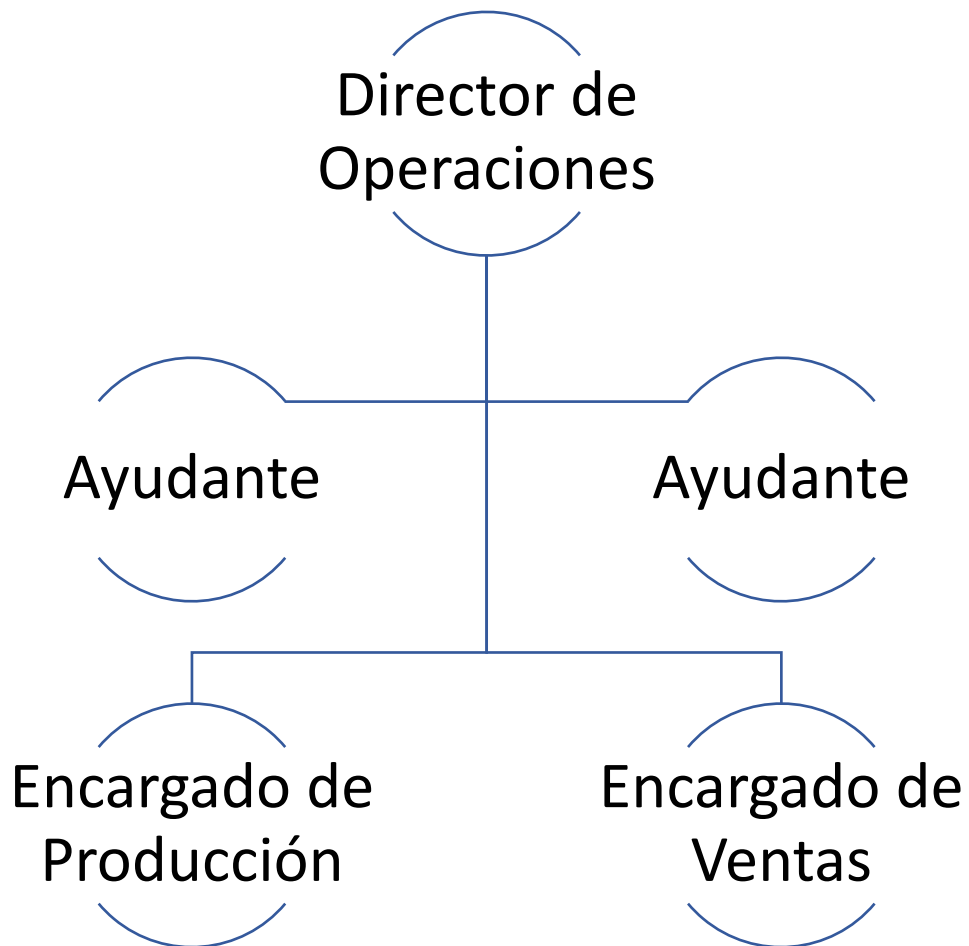 Director de
Operaciones
Ayudante
Ayudante
Encargado de
Producción
Encargado de
Ventas